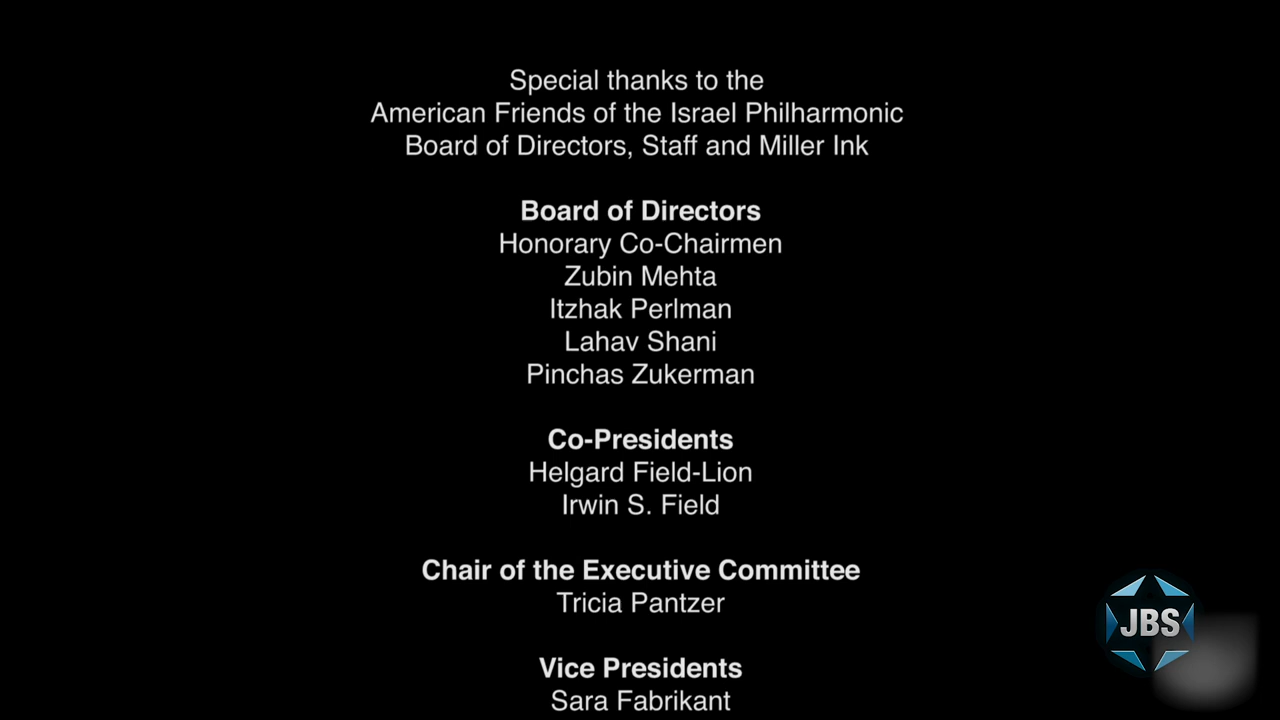 Special thanks to the
American Friends of the Israel Philharmonic
Board of Directors, Staff and Miller Ink
Board of Directors
Honorary Co-Chairmen
Zubin Mehta
Itzhak Perlman
Lahav Shani
Pinchas Zukerman
Co-Presidents
Helgard Field-Lion
Irwin S. Field
Chair of the Executive Committee
Tricia Pantzer
JBS
Vice Presidents
Sara Fabrikant